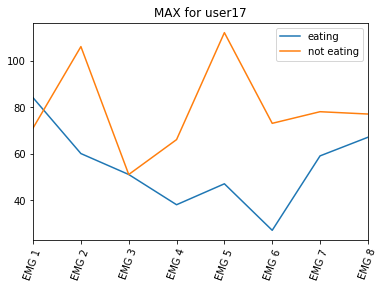 MAX for user17
eating
not eating
100
80
60
40
EMG 1
EMG 2
EMG 3
EMG 4
EMG 5
EMG 6
EMG 7
EMG 8